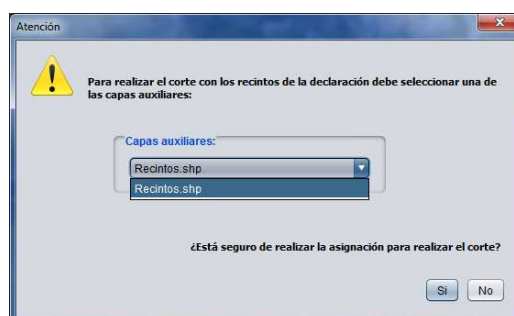 Atención
Para realizar el corte con los recintos de la declaración debe seleccionar una de
las capas auxiliares:
Capas auxiliares:
Recintos.shp
Recintos.shp
¿Está seguro de realizar la asignación para realizar el corte?
Si
No